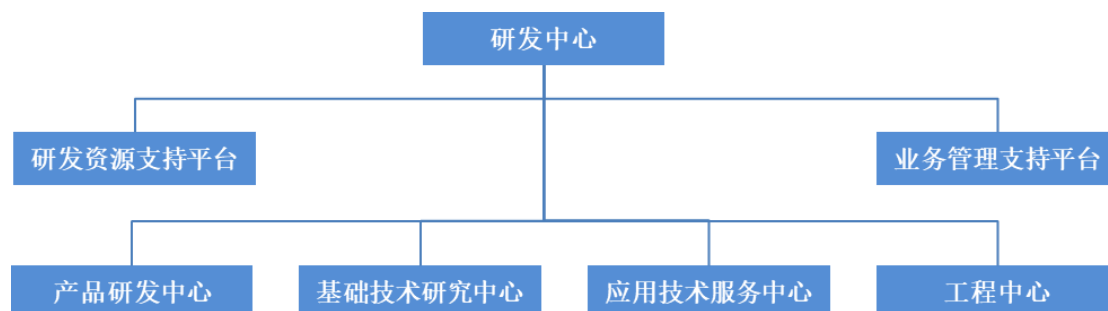 研发中心
研发资源支持平台
业务管理支持平台
产品研发中心
基础技术研究中心
应用技术服务中心
工程中心